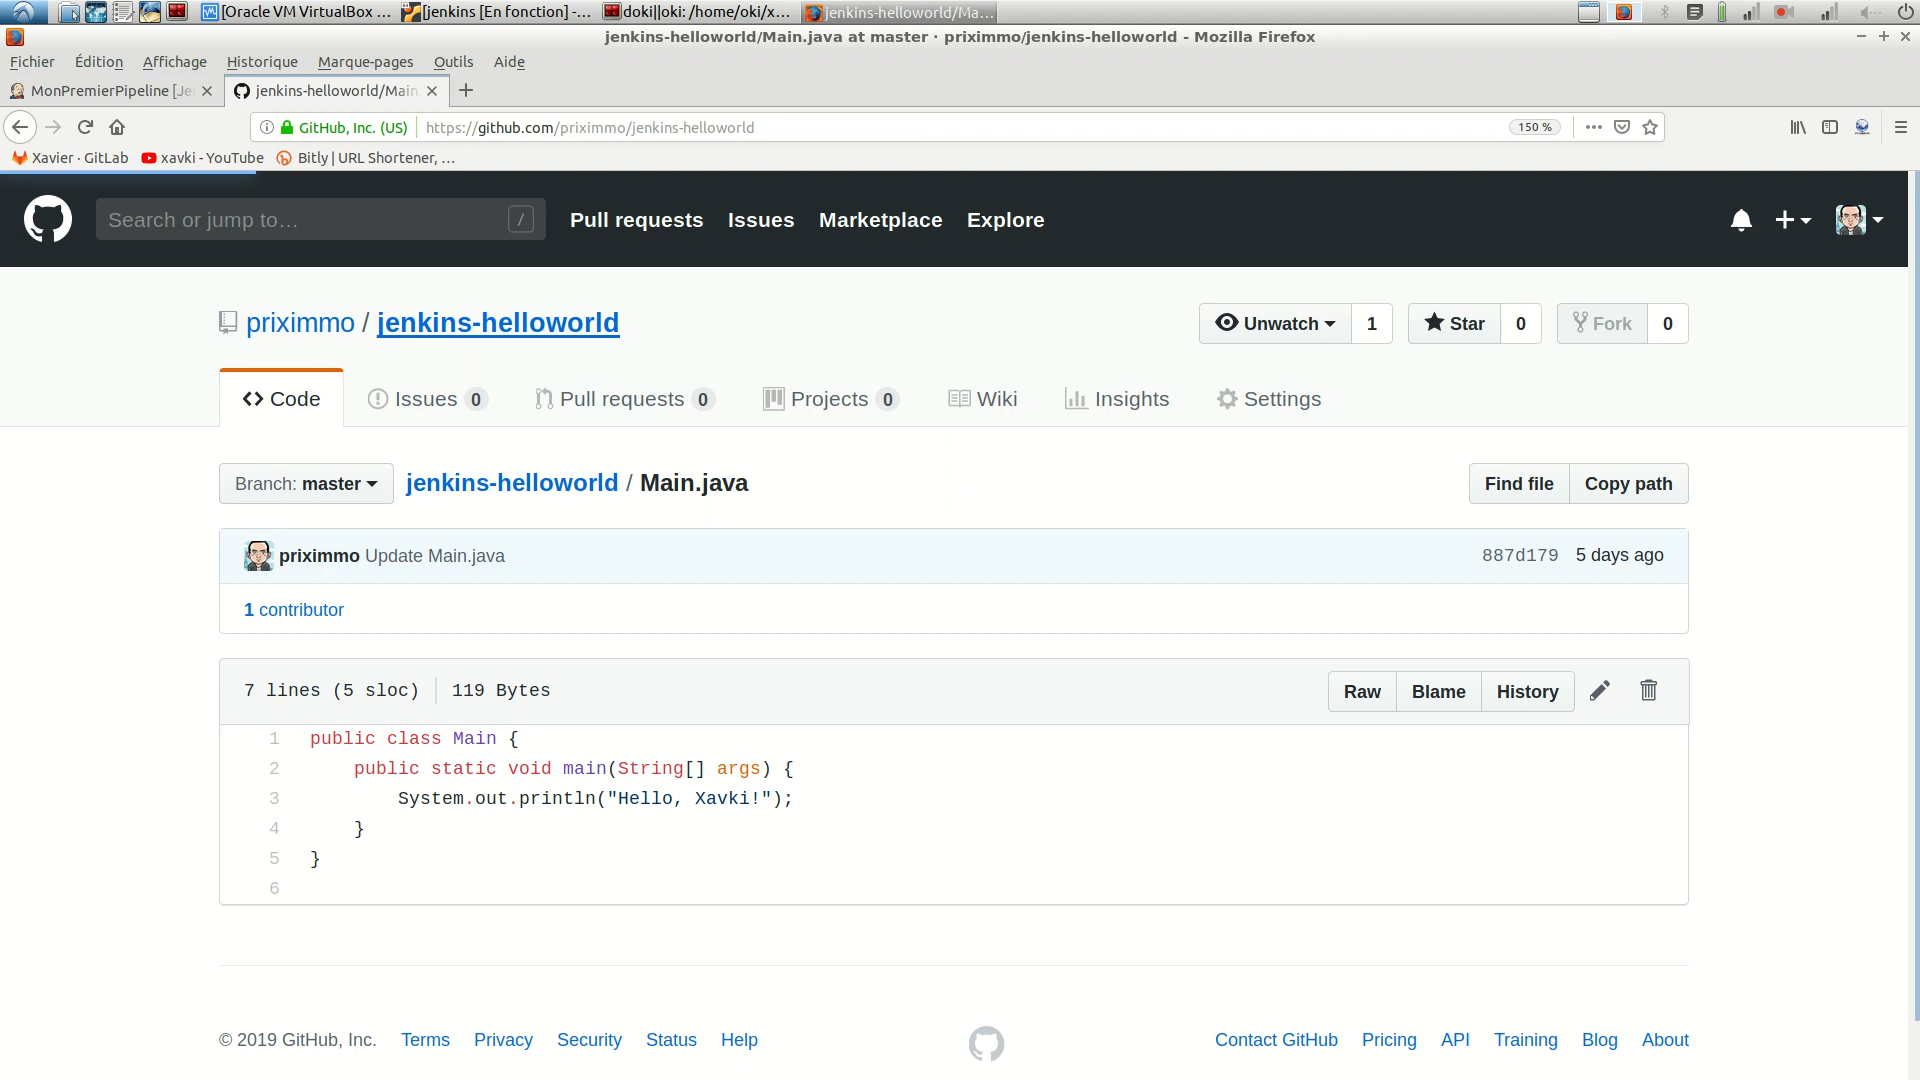 [Oracle VM VirtualBox ... [jenkins [En fonction] -... doki||oki: /home/oki/x... jenkins-helloworld/Ma...
jenkins-helloworld/Main.java at master · priximmo/jenkins-helloworld - Mozilla Firefox
Fichier Édition Affichage Historique Marque-pages Outils Aide
MonPremierPipeline [Je jenkins-helloworld/Main
GitHub, Inc. (US) https://github.com/priximmo/jenkins-helloworld 150 %
Xavier · GitLab xavki - YouTube Bitly | URL Shortener, ...
Search or jump to… / Pull requests Issues Marketplace Explore
priximmo / jenkins-helloworld Unwatch 1 Star 0 Fork 0
Code Issues 0 Pull requests 0 Projects 0 Wiki Insights Settings
Branch: master jenkins-helloworld / Main.java Find file Copy path
priximmo Update Main.java 887d179 5 days ago
1 contributor
7 lines (5 sloc) 119 Bytes Raw Blame History
1 public class Main {
2 public static void main(String[] args) {
3 System.out.println("Hello, Xavki!");
4 }
5 }
6
© 2019 GitHub, Inc. Terms Privacy Security Status Help Contact GitHub Pricing API Training Blog About